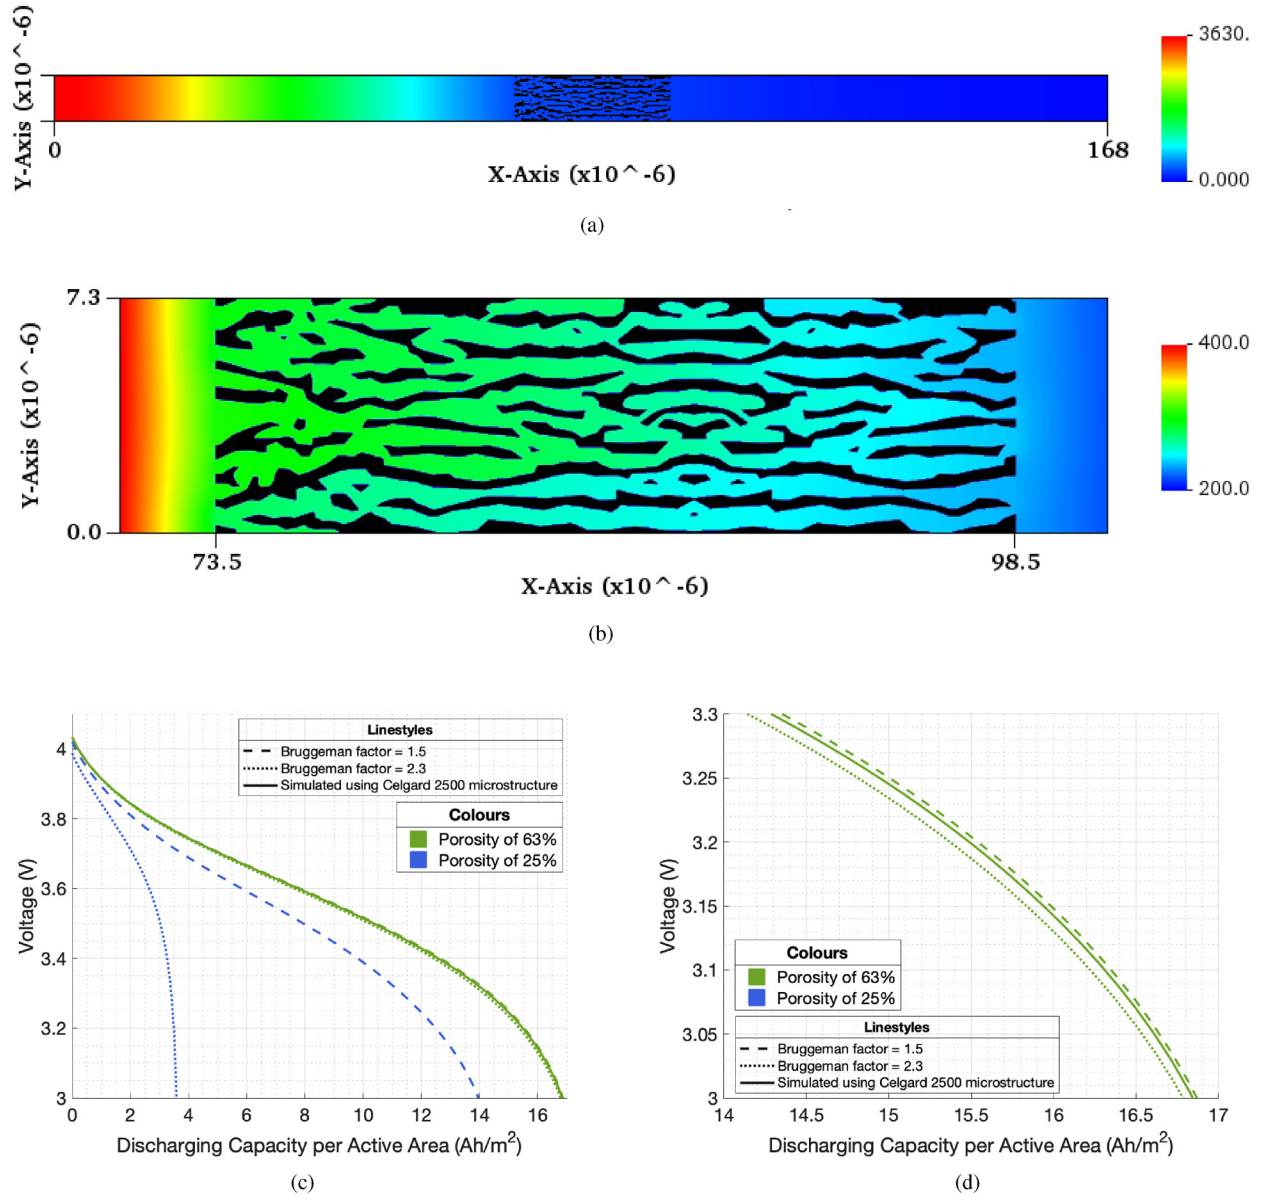 Y-Axis (x10^-6)
3630.
0.000
0
168
X-Axis (x10^-6)
(a)
Y-Axis (x10^-6)
7.3
0.0
400.0
200.0
73.5
98.5
X-Axis (x10^-6)
(b)
Voltage (V)
4
3.8
3.6
3.4
3.2
3
Linestyles
Bruggeman factor = 1.5
Bruggeman factor = 2.3
Simulated using Celgard 2500 microstructure
Colours
Porosity of 63%
Porosity of 25%
0 2 4 6 8 10 12 14 16
Discharging Capacity per Active Area (Ah/m²)
(c)
Voltage (V)
3.3
3.25
3.2
3.15
3.1
3.05
3
Colours
Porosity of 63%
Porosity of 25%
Linestyles
Bruggeman factor = 1.5
Bruggeman factor = 2.3
Simulated using Celgard 2500 microstructure
14 14.5 15 15.5 16 16.5 17
Discharging Capacity per Active Area (Ah/m²)
(d)